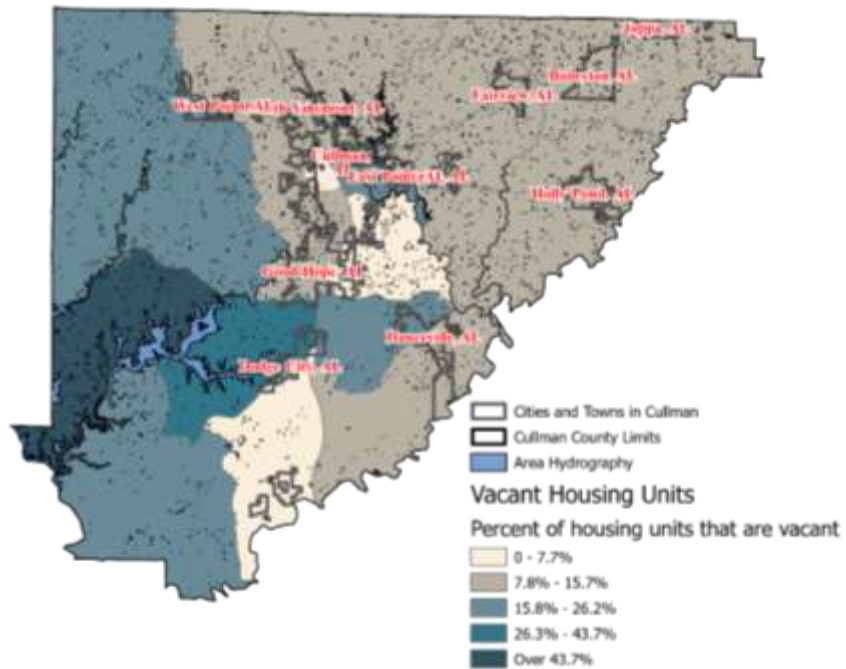 Joppa, AL
Baileyton, AL
Fairview, AL
West Point, AL
Vinemont, AL
Cullman,
AL
East Point, AL
Holly Pond, AL
Good Hope, AL
Hanceville, AL
Dodge City, AL
Cities and Towns in Cullman
Cullman County Limits
Area Hydrography
Vacant Housing Units
Percent of housing units that are vacant
0 - 7.7%
7.8% - 15.7%
15.8% - 26.2%
26.3% - 43.7%
Over 43.7%